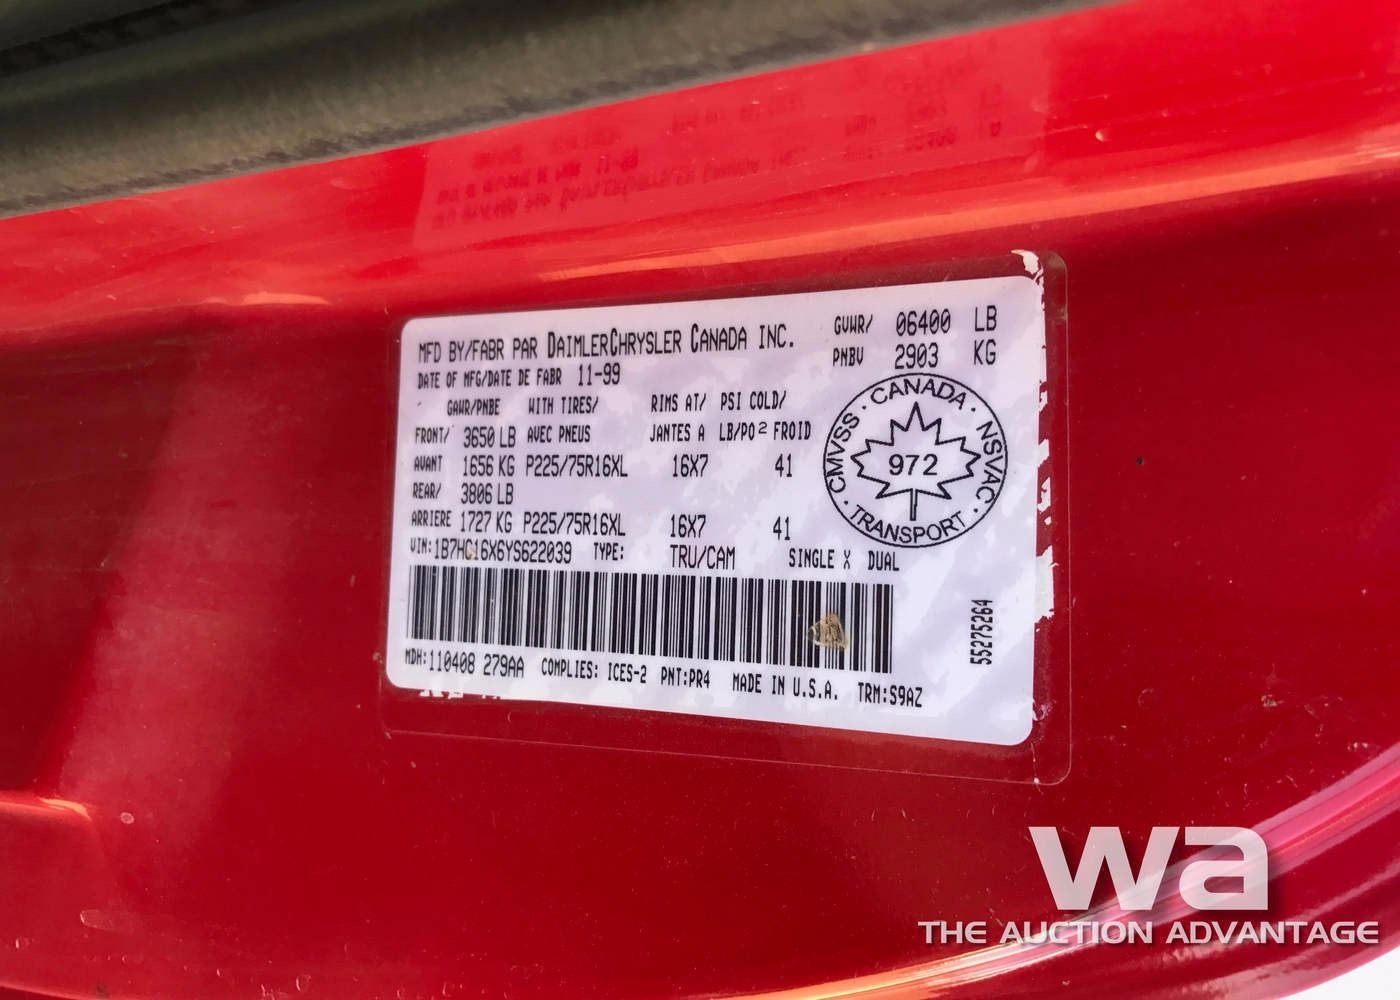 MFD BY/FABR PAR DAIMLERCHRYSLER CANADA INC.
GVWR/ 06400 LB
PNBV 2903 KG
DATE OF MFG/DATE DE FABR 11-99
GAWR/PNBE WITH TIRES/ RIMS AT/ PSI COLD/
FRONT/ 3650 LB AVEC PNEUS JANTES A LB/PO² FROID
AVANT 1656 KG P225/75R16XL 16X7 41
REAR/ 3806 LB
ARRIERE 1727 KG P225/75R16XL 16X7 41
CMVSS · CANADA · NSVAC · TRANSPORT ·
972
VIN:1B7HC16X6YS622039 TYPE: TRU/CAM SINGLE X DUAL
55275264
MDH:110408 279AA COMPLIES: ICES-2 PNT:PR4 MADE IN U.S.A. TRM:S9AZ
wa
THE AUCTION ADVANTAGE